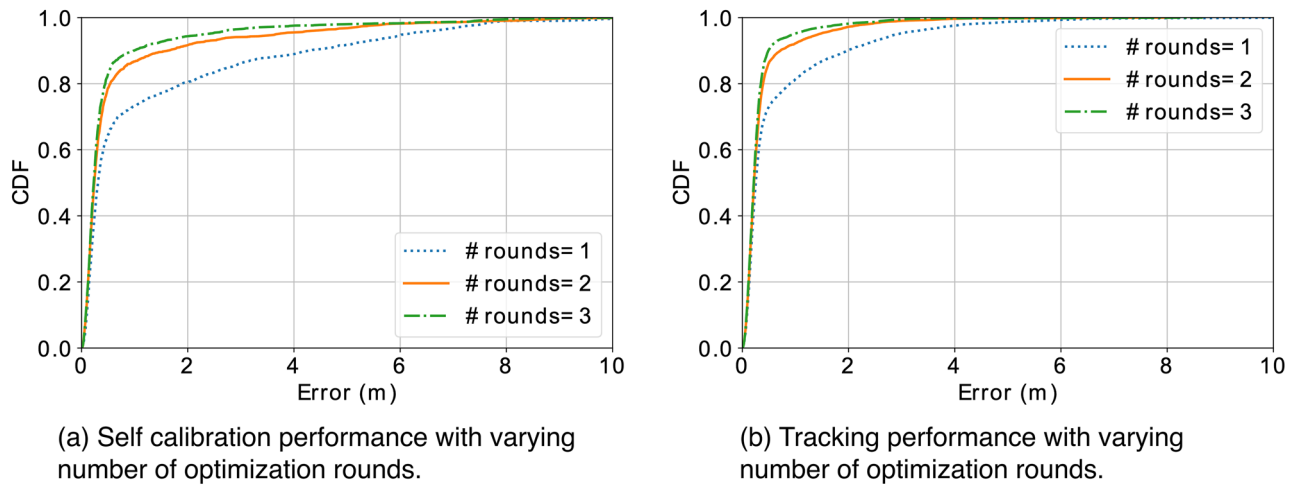 1.0
0.8
0.6
0.4
0.2
0.0
CDF
0 2 4 6 8 10
Error (m)
# rounds= 1
# rounds= 2
# rounds= 3
(a) Self calibration performance with varying
number of optimization rounds.
1.0
0.8
0.6
0.4
0.2
0.0
CDF
0 2 4 6 8 10
Error (m)
# rounds= 1
# rounds= 2
# rounds= 3
(b) Tracking performance with varying
number of optimization rounds.